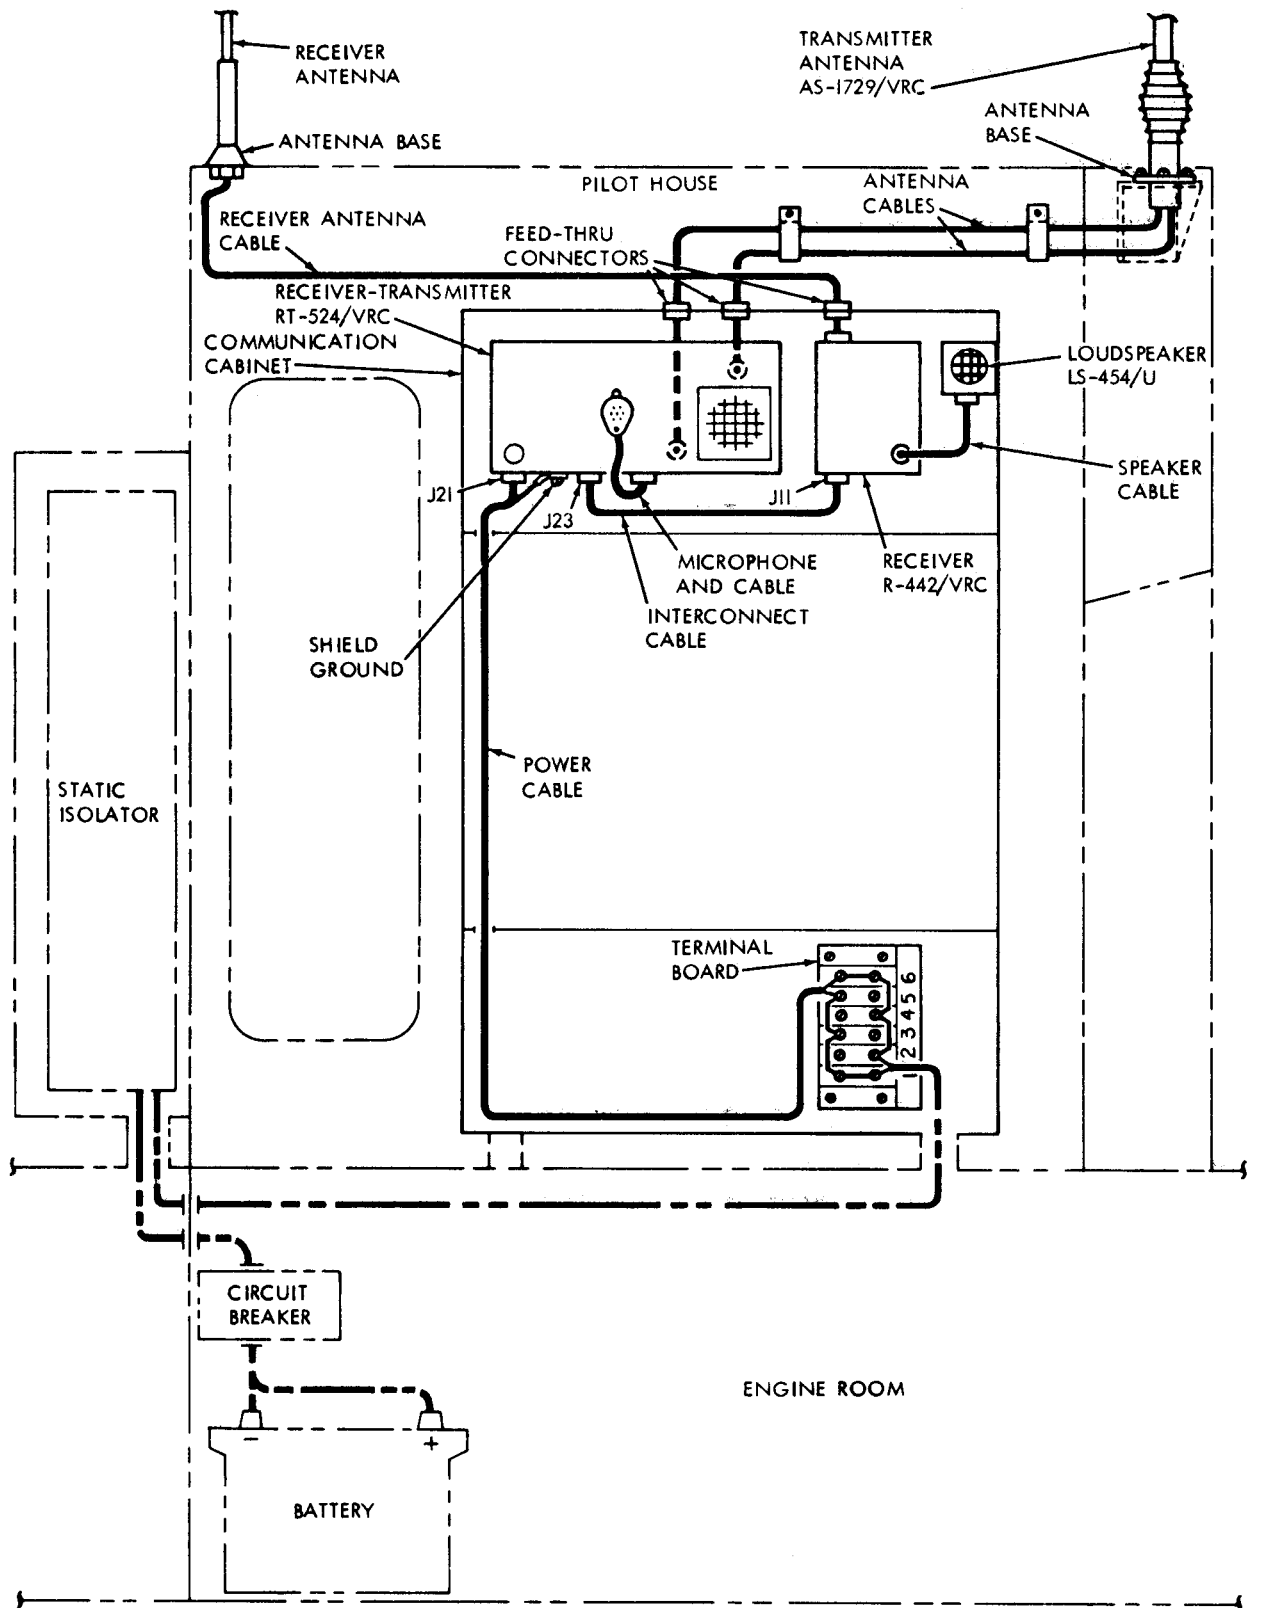 RECEIVER
ANTENNA
TRANSMITTER
ANTENNA
AS-1729/VRC
ANTENNA
BASE
ANTENNA BASE
PILOT HOUSE
ANTENNA
CABLES
RECEIVER ANTENNA
CABLE
FEED-THRU
CONNECTORS
RECEIVER-TRANSMITTER
RT-524/VRC
COMMUNICATION
CABINET
LOUDSPEAKER
LS-454/U
SPEAKER
CABLE
J21
J23
J11
MICROPHONE
AND CABLE
RECEIVER
R-442/VRC
INTERCONNECT
CABLE
SHIELD
GROUND
POWER
CABLE
STATIC
ISOLATOR
TERMINAL
BOARD
1 2 3 4 5 6
CIRCUIT
BREAKER
ENGINE ROOM
- +
BATTERY